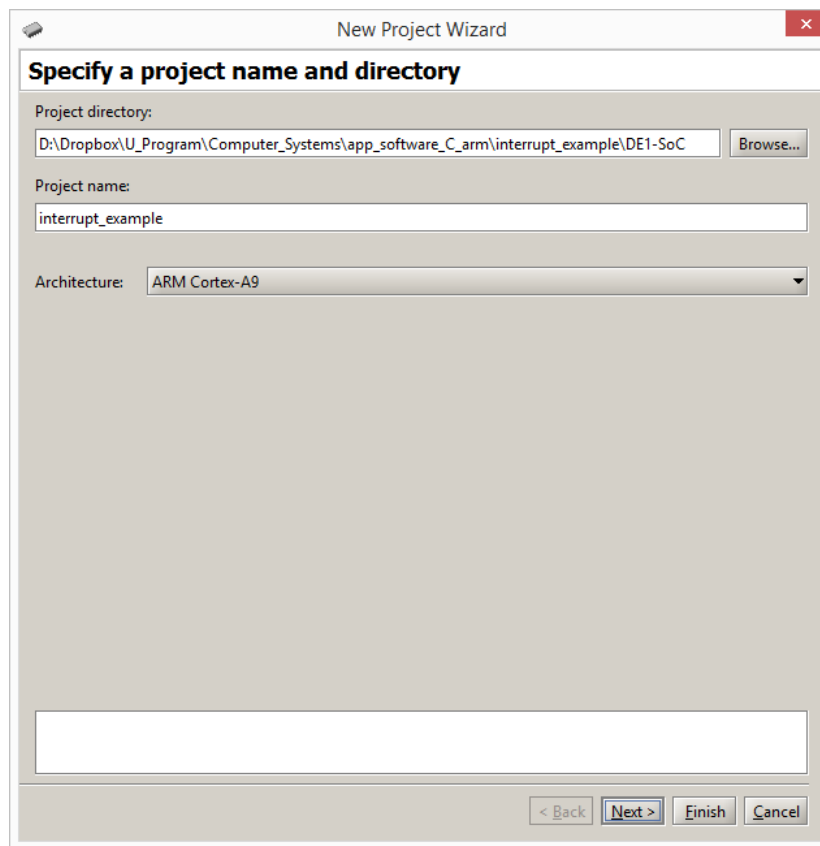 New Project Wizard
Specify a project name and directory
Project directory:
D:\Dropbox\U_Program\Computer_Systems\app_software_C_arm\interrupt_example\DE1-SoC
Browse...
Project name:
interrupt_example
Architecture:
ARM Cortex-A9
< Back
Next >
Finish
Cancel